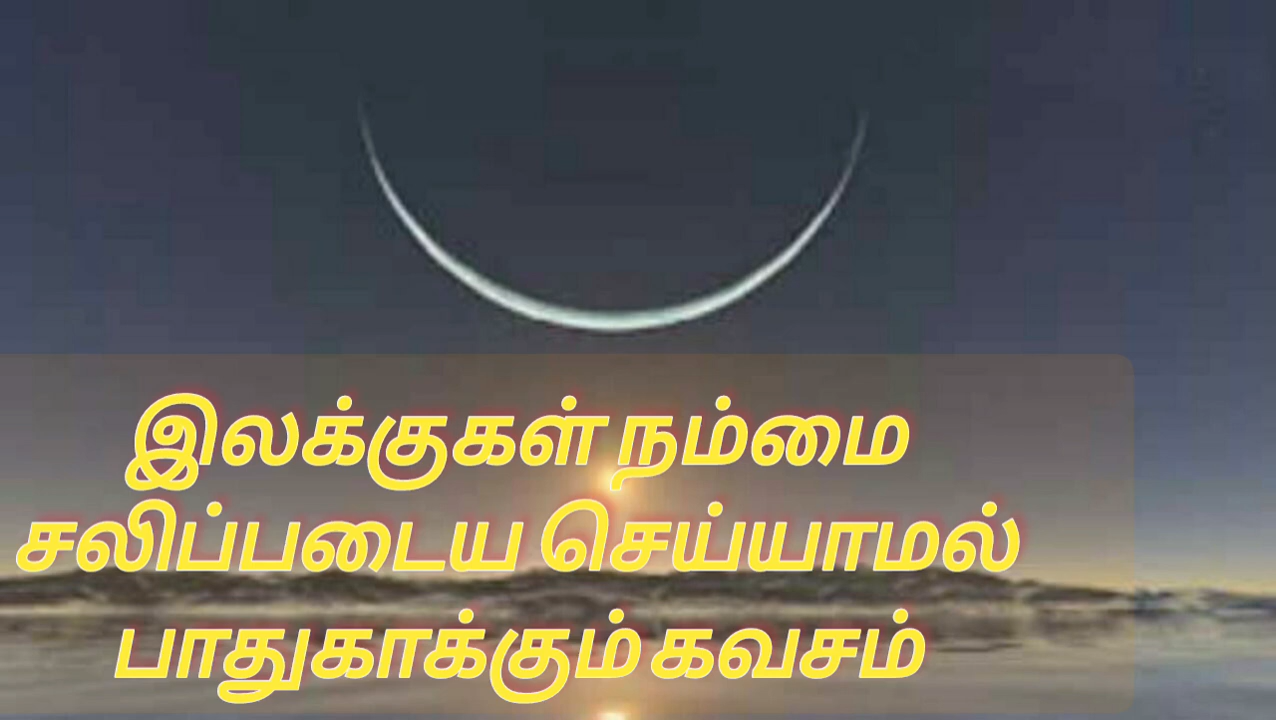 இலக்குகள் நம்மை
சலிப்படைய செய்யாமல்
பாதுகாக்கும் கவசம்